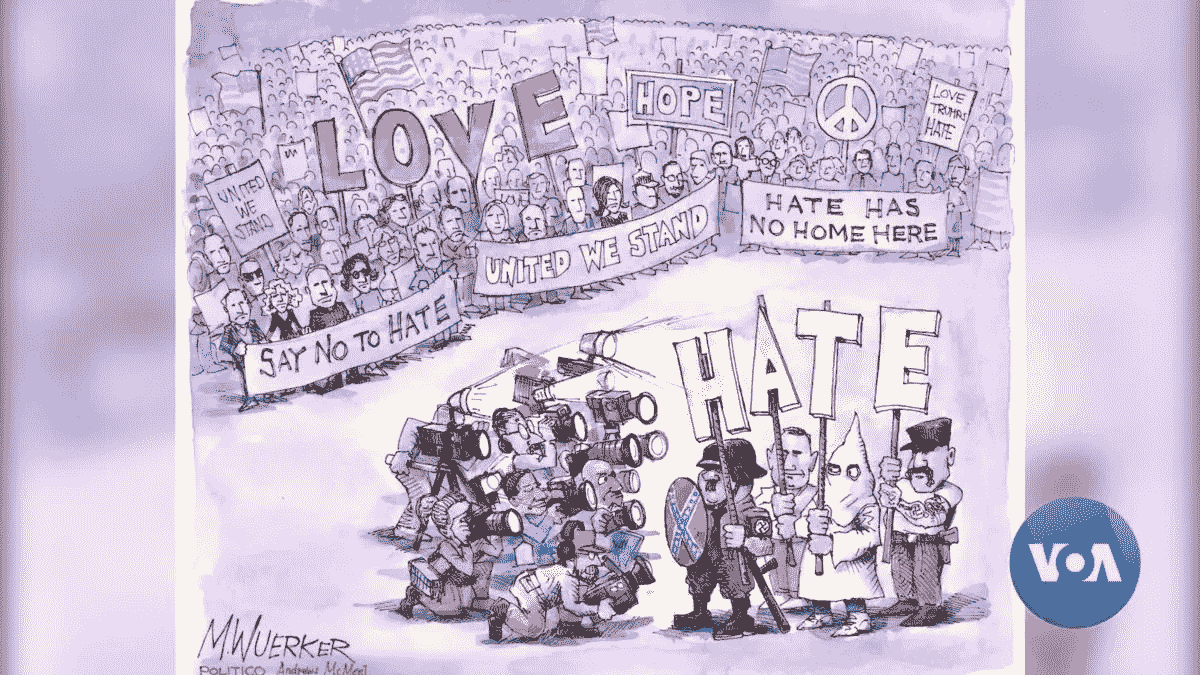 LOVE
HOPE
LOVE
TRUMPS
HATE
UNITED
WE
STAND
UNITED WE STAND
HATE HAS
NO HOME HERE
SAY NO TO HATE
HATE
VOA
M.WUERKER
POLITICO